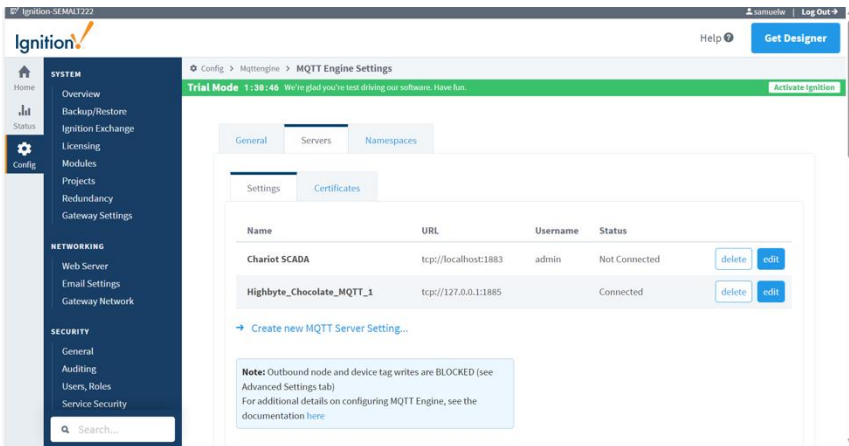 Ignition-SEMALT222
samuelw | Log Out
Ignition!
Help
Get Designer
Home
Status
Config
SYSTEM
Overview
Backup/Restore
Ignition Exchange
Licensing
Modules
Projects
Redundancy
Gateway Settings
NETWORKING
Web Server
Email Settings
Gateway Network
SECURITY
General
Auditing
Users, Roles
Service Security
Search...
Config > Mqttengine > MQTT Engine Settings
Trial Mode 1:30:46 We're glad you're test driving our software. Have fun.
Activate Ignition
General Servers Namespaces
Settings Certificates
Name URL Username Status
Chariot SCADA tcp://localhost:1883 admin Not Connected delete edit
Highbyte_Chocolate_MQTT_1 tcp://127.0.0.1:1885 Connected delete edit
→ Create new MQTT Server Setting...
Note: Outbound node and device tag writes are BLOCKED (see
Advanced Settings tab)
For additional details on configuring MQTT Engine, see the
documentation here